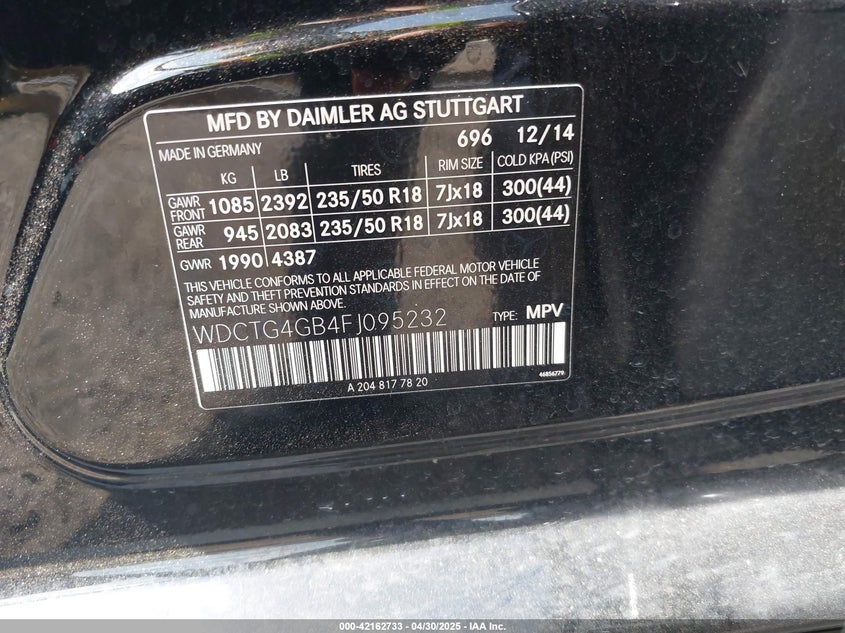 MFD BY DAIMLER AG STUTTGART
MADE IN GERMANY 696 12/14
KG LB TIRES RIM SIZE COLD KPA (PSI)
GAWR FRONT 1085 2392 235/50 R18 7Jx18 300(44)
GAWR REAR 945 2083 235/50 R18 7Jx18 300(44)
GVWR 1990 4387
THIS VEHICLE CONFORMS TO ALL APPLICABLE FEDERAL MOTOR VEHICLE
SAFETY AND THEFT PREVENTION STANDARDS IN EFFECT ON THE DATE OF
MANUFACTURE SHOWN ABOVE.
WDCTG4GB4FJ095232 TYPE: MPV
A 204 817 78 20 46856779
000-42162733 - 04/30/2025 - IAA Inc.